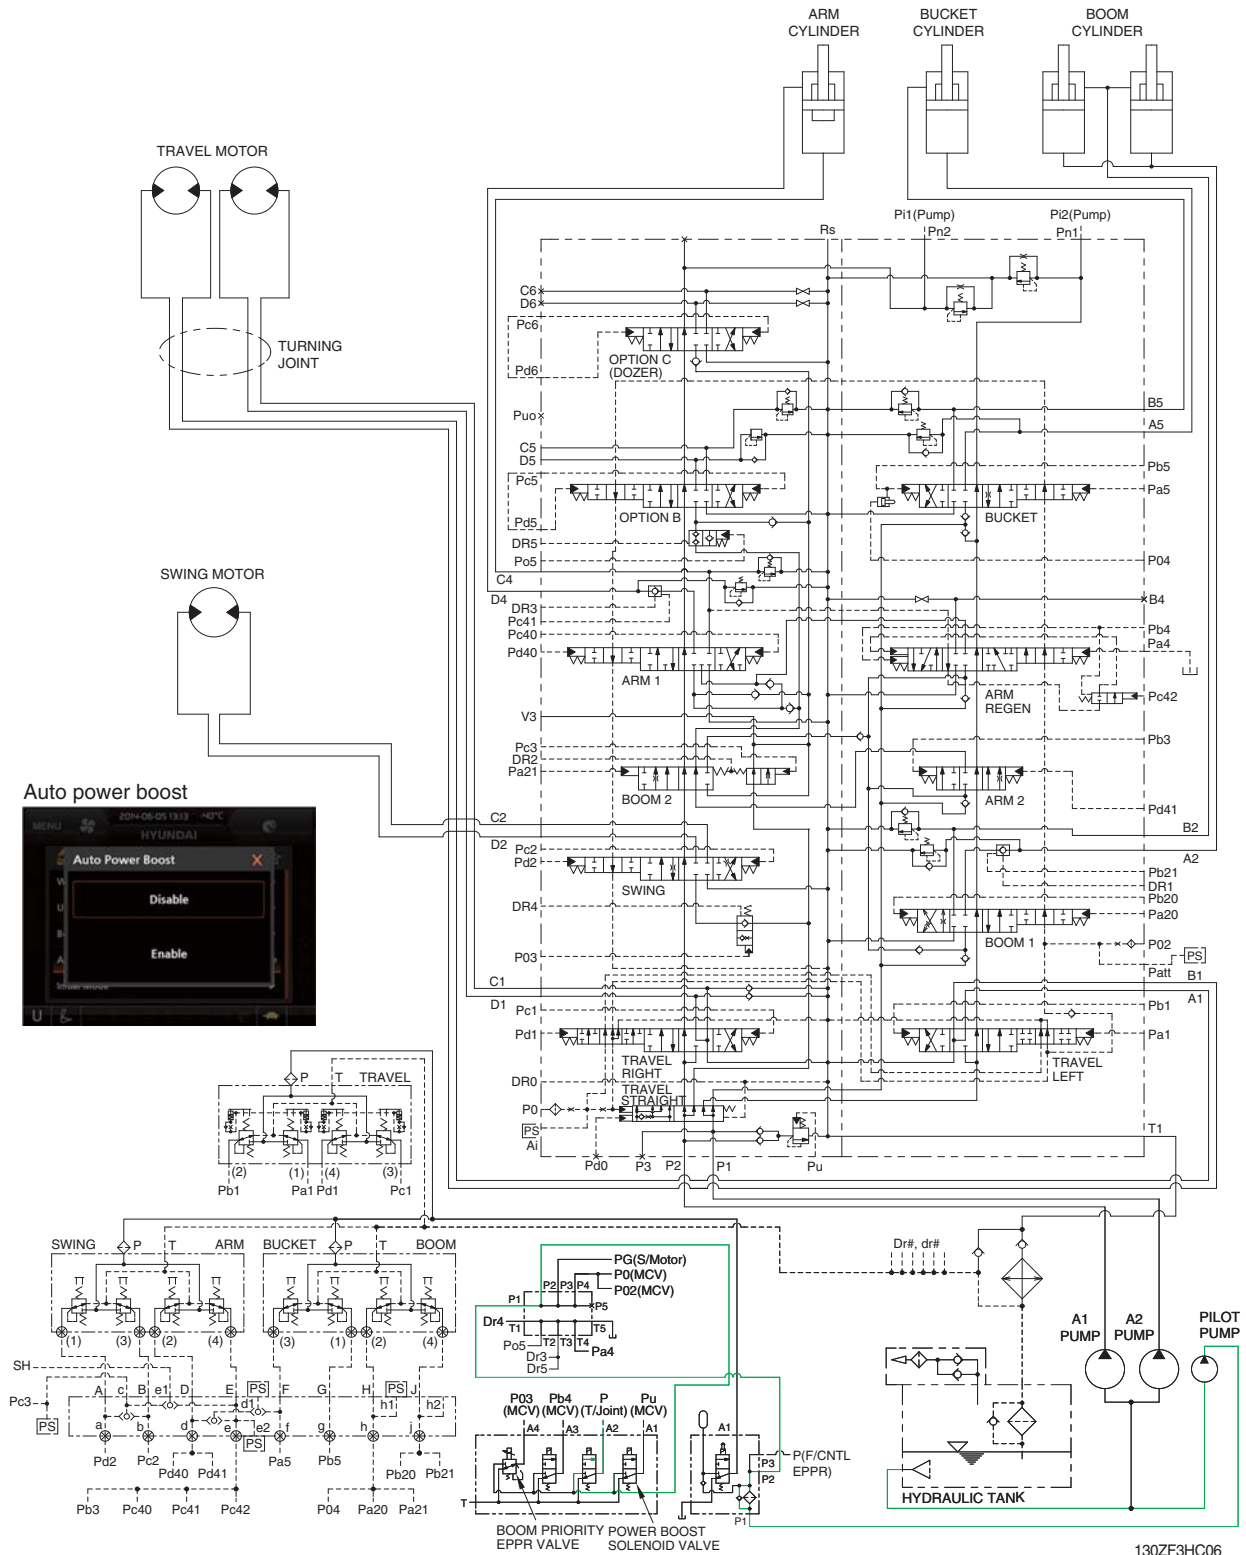 ARM
CYLINDER
BUCKET
CYLINDER
BOOM
CYLINDER
TRAVEL MOTOR
TURNING
JOINT
Pi1(Pump)
Pn2
Pi2(Pump)
Pn1
Rs
C6
D6
Pc6
Pd6
OPTION C
(DOZER)
Puo
C5
D5
Pc5
Pd5
OPTION B
DR5
Po5
B5
A5
Pb5
Pa5
BUCKET
P04
SWING MOTOR
C4
D4
DR3
Pc41
Pc40
Pd40
ARM 1
B4
Pb4
Pa4
ARM
REGEN
Pc42
V3
Pc3
DR2
Pa21
BOOM 2
Pb3
ARM 2
Pd41
Auto power boost
MENU
2014-06-05 13:13
-40°C
HYUNDAI
Auto Power Boost
X
Disable
Enable
Initial Mode
U
C2
D2
Pc2
Pd2
SWING
DR4
P03
B2
A2
Pb21
DR1
Pb20
Pa20
BOOM 1
P02
PS
Patt
C1
D1
Pc1
Pd1
TRAVEL
RIGHT
B1
A1
Pb1
Pa1
TRAVEL
LEFT
DR0
TRAVEL
STRAIGHT
P0
PS
Ai
Pd0
P3
P2
P1
Pu
T1
P
T
TRAVEL
(2)
(1)
(4)
(3)
Pb1
Pa1
Pd1
Pc1
SWING
P
T
ARM
BUCKET
P
T
BOOM
(1)
(3)
(2)
(4)
(3)
(1)
(2)
(4)
SH
Pc3
PS
A
c
B
e1
D
E
d1
PS
F
G
H
PS
h1
J
h2
a
b
d
e
e2
PS
f
g
h
i
Pd2
Pc2
Pd40
Pd41
Pa5
Pb5
Pb20
Pb21
Pb3
Pc40
Pc41
Pc42
P04
Pa20
Pa21
PG(S/Motor)
P0(MCV)
P02(MCV)
P1
P2
P3
P4
P5
Dr4
T1
T2
T3
T4
T5
Po5
Dr3
Dr5
Pa4
P03
(MCV)
Pb4
(MCV)
P
(T/Joint)
Pu
(MCV)
A4
A3
A2
A1
T
BOOM PRIORITY
EPPR VALVE
POWER BOOST
SOLENOID VALVE
A1
P3
P2
P1
P(F/CNTL
EPPR)
Dr#, dr#
A1
PUMP
A2
PUMP
PILOT
PUMP
HYDRAULIC TANK
130ZF3HC06